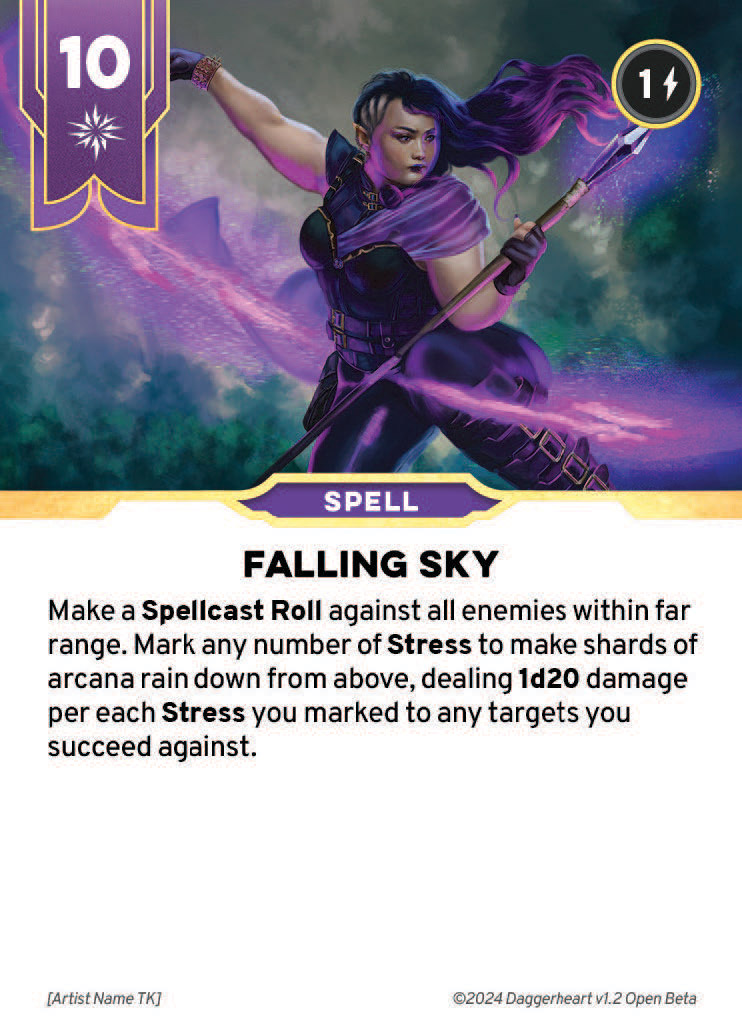 10
1
SPELL
FALLING SKY
Make a Spellcast Roll against all enemies within far
range. Mark any number of Stress to make shards of
arcana rain down from above, dealing 1d20 damage
per each Stress you marked to any targets you
succeed against.
[Artist Name TK]
©2024 Daggerheart v1.2 Open Beta